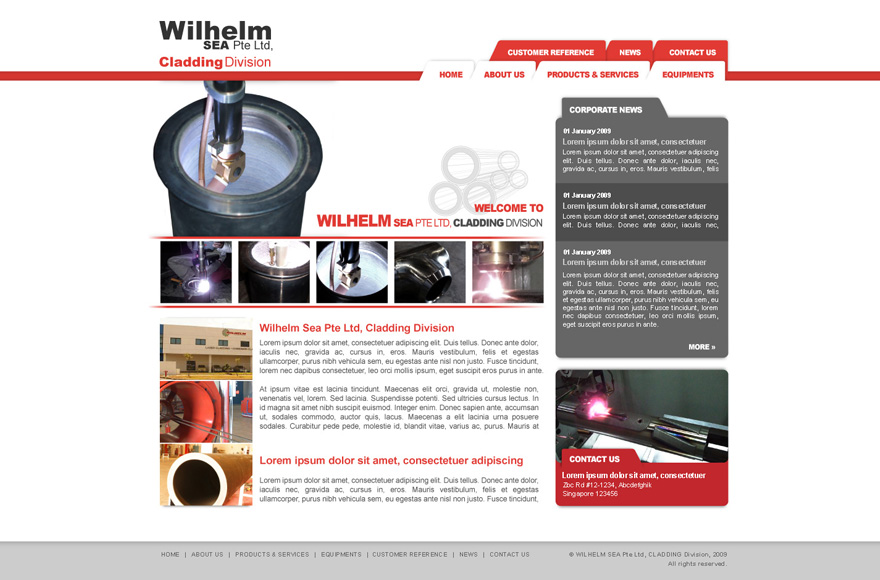 Wilhelm
SEA Pte Ltd,
Cladding Division
CUSTOMER REFERENCE
NEWS
CONTACT US
HOME
ABOUT US
PRODUCTS & SERVICES
EQUIPMENTS
WELCOME TO
WILHELM SEA PTE LTD, CLADDING DIVISION
Wilhelm Sea Pte Ltd, Cladding Division
Lorem ipsum dolor sit amet, consectetuer adipiscing elit. Duis tellus. Donec ante dolor,
iaculis nec, gravida ac, cursus in, eros. Mauris vestibulum, felis et egestas
ullamcorper, purus nibh vehicula sem, eu egestas ante nisl non justo. Fusce tincidunt,
lorem nec dapibus consectetuer, leo orci mollis ipsum, eget suscipit eros purus in ante.
At ipsum vitae est lacinia tincidunt. Maecenas elit orci, gravida ut, molestie non,
venenatis vel, lorem. Sed lacinia. Suspendisse potenti. Sed ultricies cursus lectus. In
id magna sit amet nibh suscipit euismod. Integer enim. Donec sapien ante, accumsan
ut, sodales commodo, auctor quis, lacus. Maecenas a elit lacinia urna posuere
sodales. Curabitur pede pede, molestie id, blandit vitae, varius ac, purus. Mauris at
Lorem ipsum dolor sit amet, consectetuer adipiscing
Lorem ipsum dolor sit amet, consectetuer adipiscing elit. Duis tellus. Donec ante dolor,
iaculis nec, gravida ac, cursus in, eros. Mauris vestibulum, felis et egestas
ullamcorper, purus nibh vehicula sem, eu egestas ante nisl non justo. Fusce tincidunt,
CORPORATE NEWS
01 January 2009
Lorem ipsum dolor sit amet, consectetuer
Lorem ipsum dolor sit amet, consectetuer adipiscing
elit. Duis tellus. Donec ante dolor, iaculis nec,
gravida ac, cursus in, eros. Mauris vestibulum, felis
01 January 2009
Lorem ipsum dolor sit amet, consectetuer
Lorem ipsum dolor sit amet, consectetuer adipiscing
elit. Duis tellus. Donec ante dolor, iaculis nec,
01 January 2009
Lorem ipsum dolor sit amet, consectetuer
Lorem ipsum dolor sit amet, consectetuer adipiscing
elit. Duis tellus. Donec ante dolor, iaculis nec,
gravida ac, cursus in, eros. Mauris vestibulum, felis
et egestas ullamcorper, purus nibh vehicula sem, eu
egestas ante nisl non justo. Fusce tincidunt, lorem
nec dapibus consectetuer, leo orci mollis ipsum,
eget suscipit eros purus in ante.
MORE »
CONTACT US
Lorem ipsum dolor sit amet, consectetuer
Zbc Rd #12-1234, Abcdefghik
Singapore 123456
HOME | ABOUT US | PRODUCTS & SERVICES | EQUIPMENTS | CUSTOMER REFERENCE | NEWS | CONTACT US
© WILHELM SEA Pte Ltd, CLADDING Division, 2009
All rights reserved.